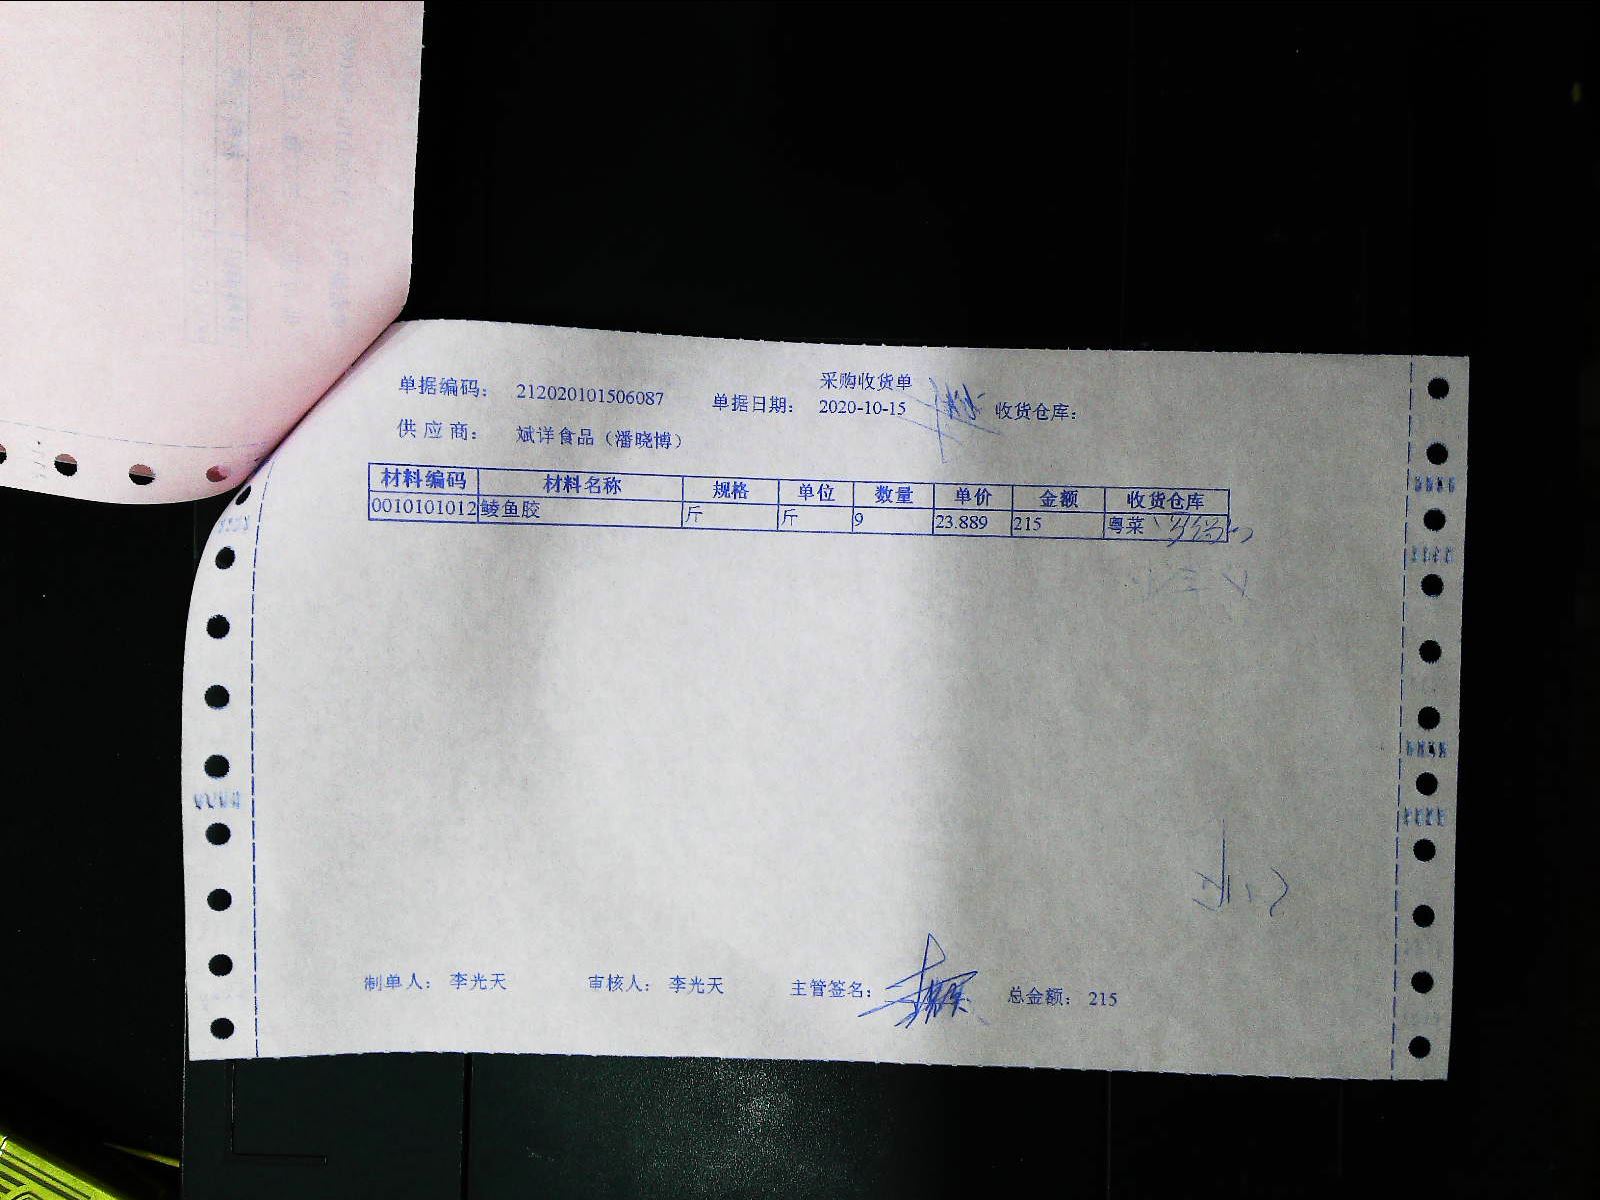 采购收货单
单据编码： 212020101506087 单据日期： 2020-10-15 收货仓库：
供 应 商： 斌详食品（潘晓博）
材料编码 材料名称 规格 单位 数量 单价 金额 收货仓库
0010101012 鲮鱼胶 斤 斤 9 23.889 215 粤菜
制单人： 李光天 审核人： 李光天 主管签名： 总金额： 215